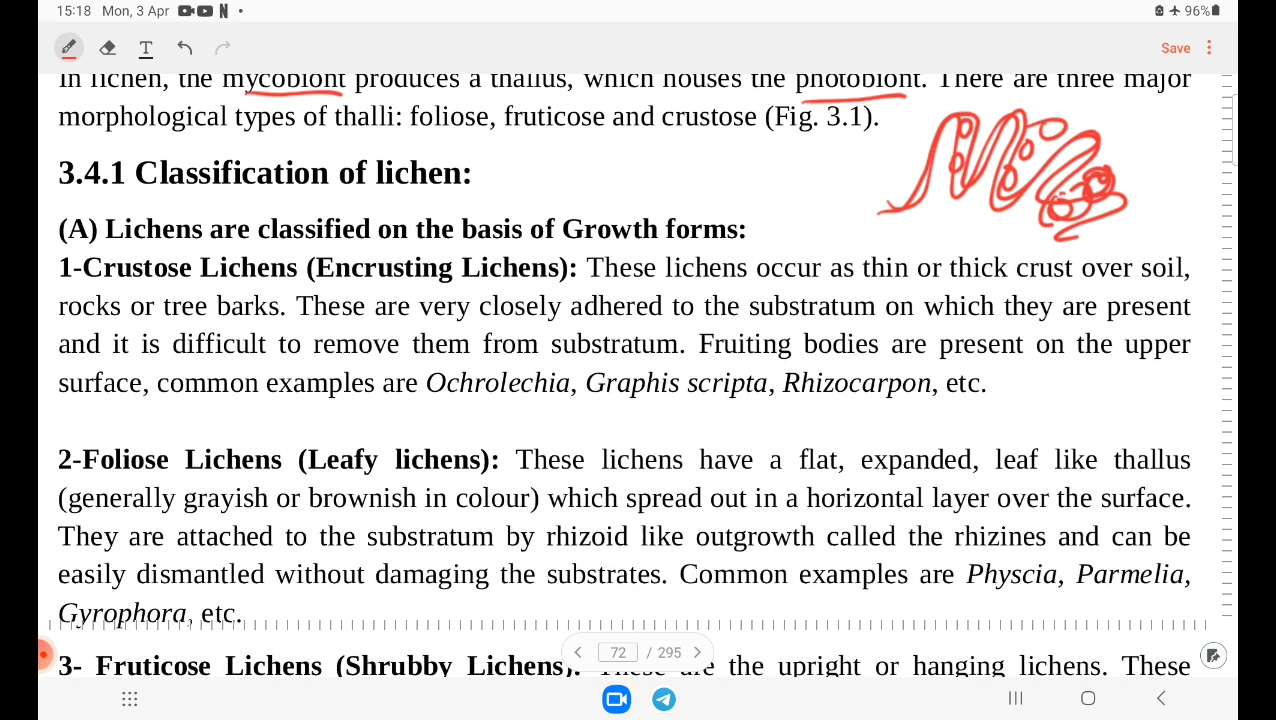 15:18 Mon, 3 Apr N • 96%
T Save
In lichen, the mycobiont produces a thallus, which houses the photobiont. There are three major
morphological types of thalli: foliose, fruticose and crustose (Fig. 3.1).
3.4.1 Classification of lichen:
(A) Lichens are classified on the basis of Growth forms:
1-Crustose Lichens (Encrusting Lichens): These lichens occur as thin or thick crust over soil,
rocks or tree barks. These are very closely adhered to the substratum on which they are present
and it is difficult to remove them from substratum. Fruiting bodies are present on the upper
surface, common examples are Ochrolechia, Graphis scripta, Rhizocarpon, etc.
2-Foliose Lichens (Leafy lichens): These lichens have a flat, expanded, leaf like thallus
(generally grayish or brownish in colour) which spread out in a horizontal layer over the surface.
They are attached to the substratum by rhizoid like outgrowth called the rhizines and can be
easily dismantled without damaging the substrates. Common examples are Physcia, Parmelia,
Gyrophora, etc.
3- Fruticose Lichens (Shrubby Lichens): These are the upright or hanging lichens. These
72 / 295